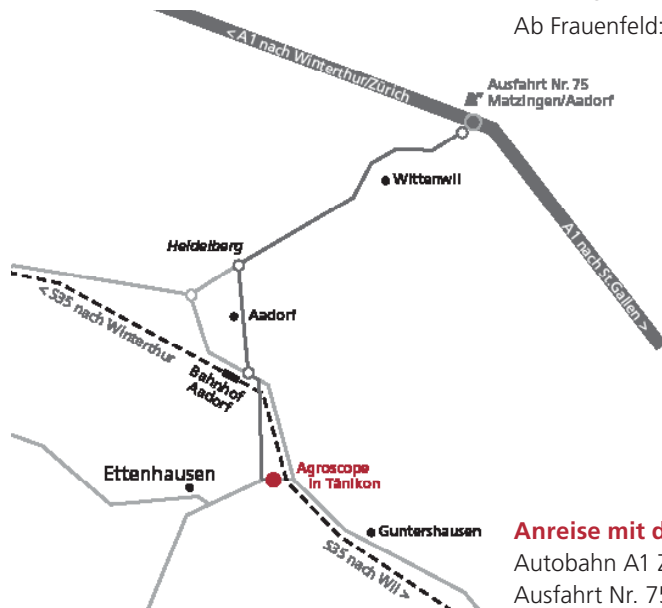 Ab Frauenfeld:
< A1 nach Winterthur/Zürich
Ausfahrt Nr. 75
Matzingen/Aadorf
Wittenwil
A1 nach St.Gallen >
Heidelberg
< S35 nach Winterthur
Aadorf
Bahnhof
Aadorf
Ettenhausen
Agroscope
in Tänikon
Guntershausen
S35 nach Wil >
Anreise mit d
Autobahn A1 Z
Ausfahrt Nr. 75